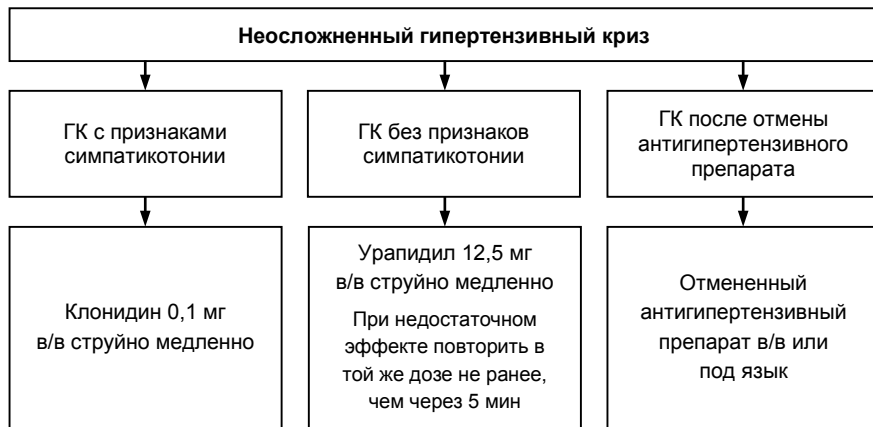 Неосложненный гипертензивный криз
ГК с признаками
симпатикотонии
ГК без признаков
симпатикотонии
ГК после отмены
антигипертензивного
препарата
Клонидин 0,1 мг
в/в струйно медленно
Урапидил 12,5 мг
в/в струйно медленно
При недостаточном
эффекте повторить в
той же дозе не ранее,
чем через 5 мин
Отмененный
антигипертензивный
препарат в/в или
под язык